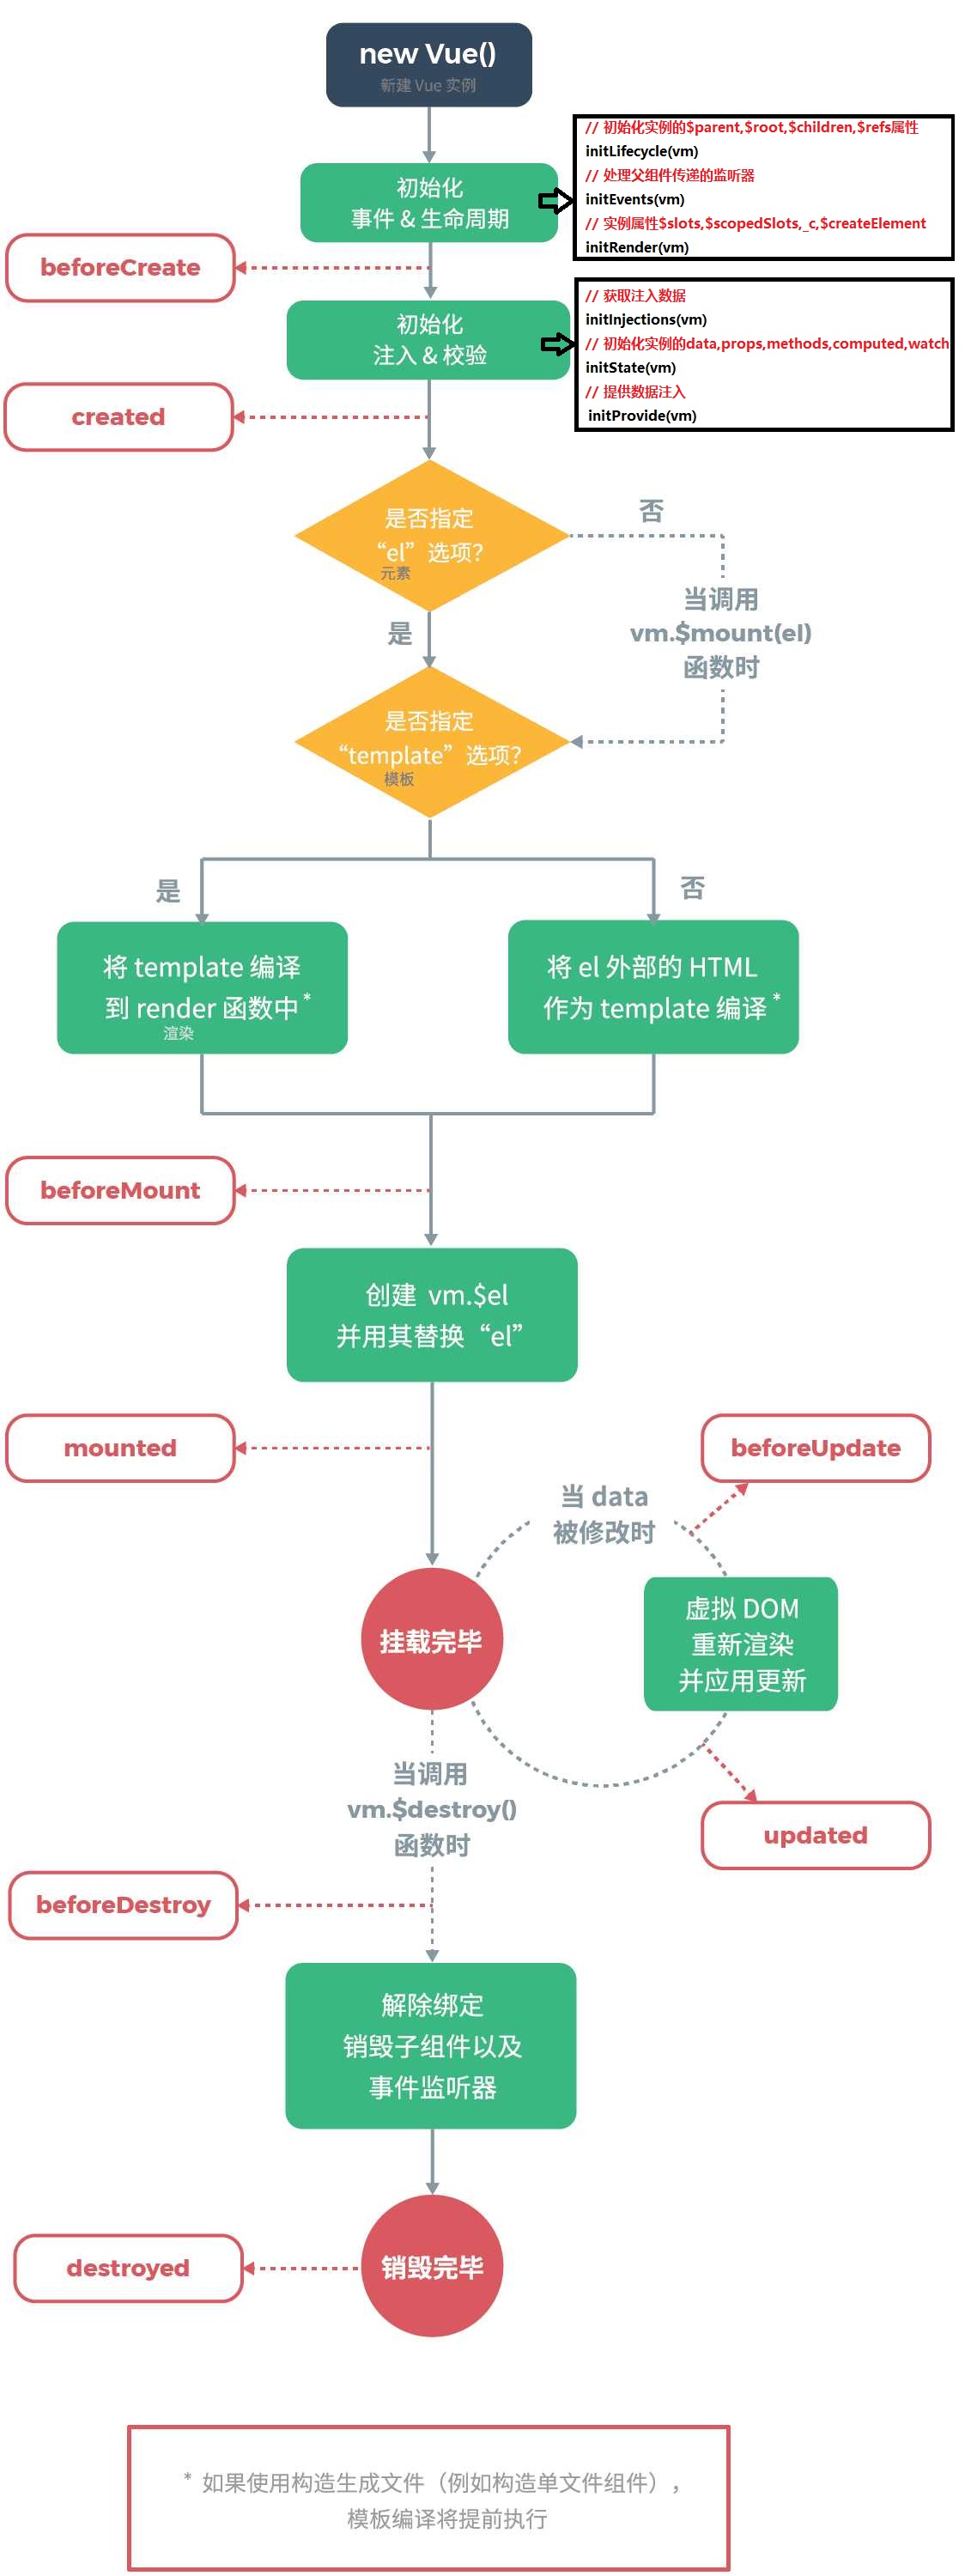 new Vue()
新建 Vue 实例
初始化
事件 & 生命周期
// 初始化实例的$parent,$root,$children,$refs属性
initLifecycle(vm)
// 处理父组件传递的监听器
initEvents(vm)
// 实例属性$slots,$scopedSlots,_c,$createElement
initRender(vm)
beforeCreate
初始化
注入 & 校验
// 获取注入数据
initInjections(vm)
// 初始化实例的data,props,methods,computed,watch
initState(vm)
// 提供数据注入
initProvide(vm)
created
是否指定
“el”选项?
元素
否
当调用
vm.$mount(el)
函数时
是
是否指定
“template”选项?
模板
是
否
将 template 编译
到 render 函数中*
渲染
将 el 外部的 HTML
作为 template 编译*
beforeMount
创建 vm.$el
并用其替换“el”
mounted
beforeUpdate
当 data
被修改时
挂载完毕
虚拟 DOM
重新渲染
并应用更新
updated
当调用
vm.$destroy()
函数时
beforeDestroy
解除绑定
销毁子组件以及
事件监听器
销毁完毕
destroyed
* 如果使用构造生成文件（例如构造单文件组件），
模板编译将提前执行